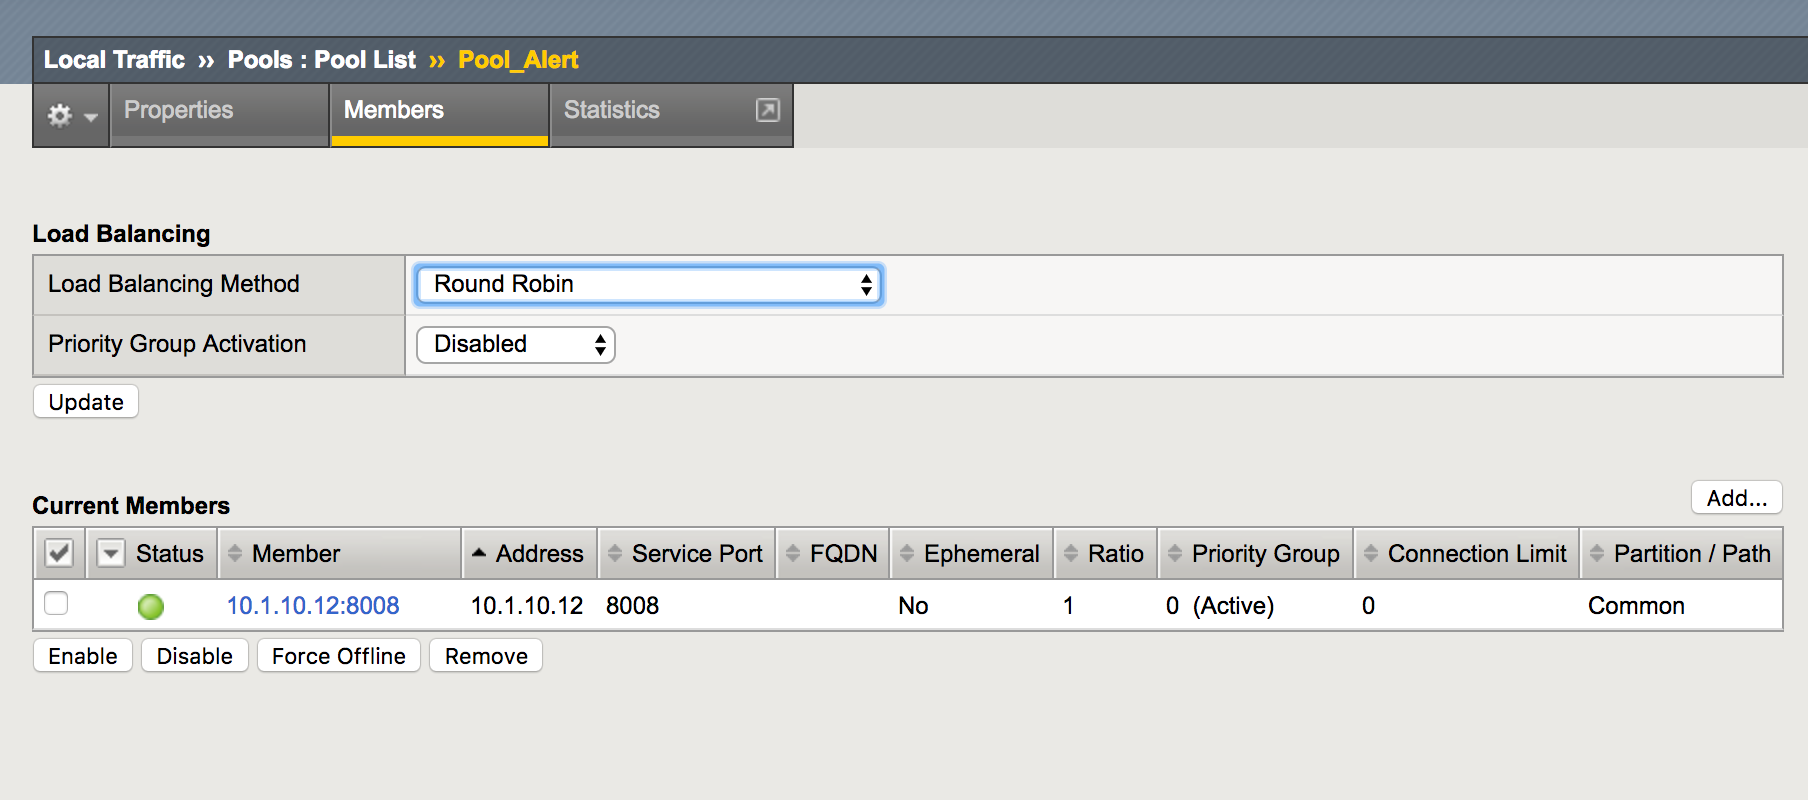 Local Traffic ›› Pools : Pool List ›› Pool_Alert
Properties Members Statistics
Load Balancing
Load Balancing Method Round Robin
Priority Group Activation Disabled
Update
Current Members Add...
Status Member Address Service Port FQDN Ephemeral Ratio Priority Group Connection Limit Partition / Path
10.1.10.12:8008 10.1.10.12 8008 No 1 0 (Active) 0 Common
Enable Disable Force Offline Remove